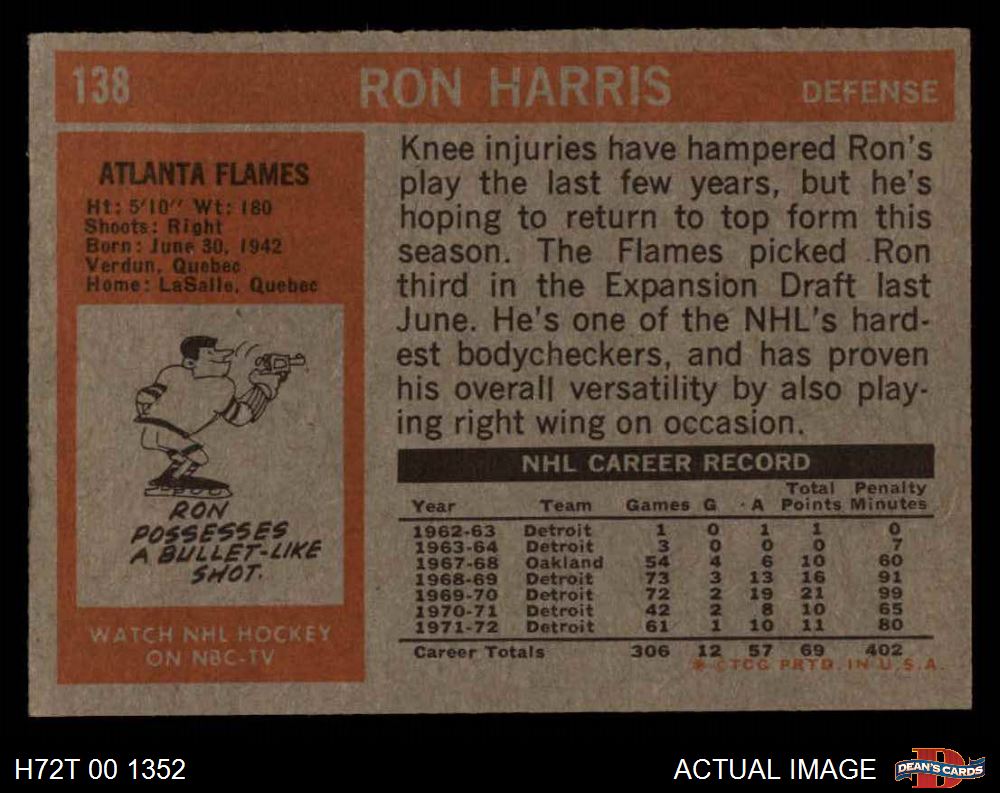 138 RON HARRIS DEFENSE
ATLANTA FLAMES
Ht: 5'10" Wt: 180
Shoots: Right
Born: June 30, 1942
Verdun, Quebec
Home: LaSalle, Quebec
RON
POSSESSES
A BULLET-LIKE
SHOT.
WATCH NHL HOCKEY
ON NBC-TV
Knee injuries have hampered Ron's
play the last few years, but he's
hoping to return to top form this
season. The Flames picked Ron
third in the Expansion Draft last
June. He's one of the NHL's hard-
est bodycheckers, and has proven
his overall versatility by also play-
ing right wing on occasion.
NHL CAREER RECORD
Total Penalty
Year Team Games G A Points Minutes
1962-63 Detroit 1 0 1 1 0
1963-64 Detroit 3 0 0 0 7
1967-68 Oakland 54 4 6 10 60
1968-69 Detroit 73 3 13 16 91
1969-70 Detroit 72 2 19 21 99
1970-71 Detroit 42 2 8 10 65
1971-72 Detroit 61 1 10 11 80
Career Totals 306 12 57 69 402
* ©TCG PRTD. IN U.S.A.
H72T 00 1352
ACTUAL IMAGE
D
DEAN'S CARDS